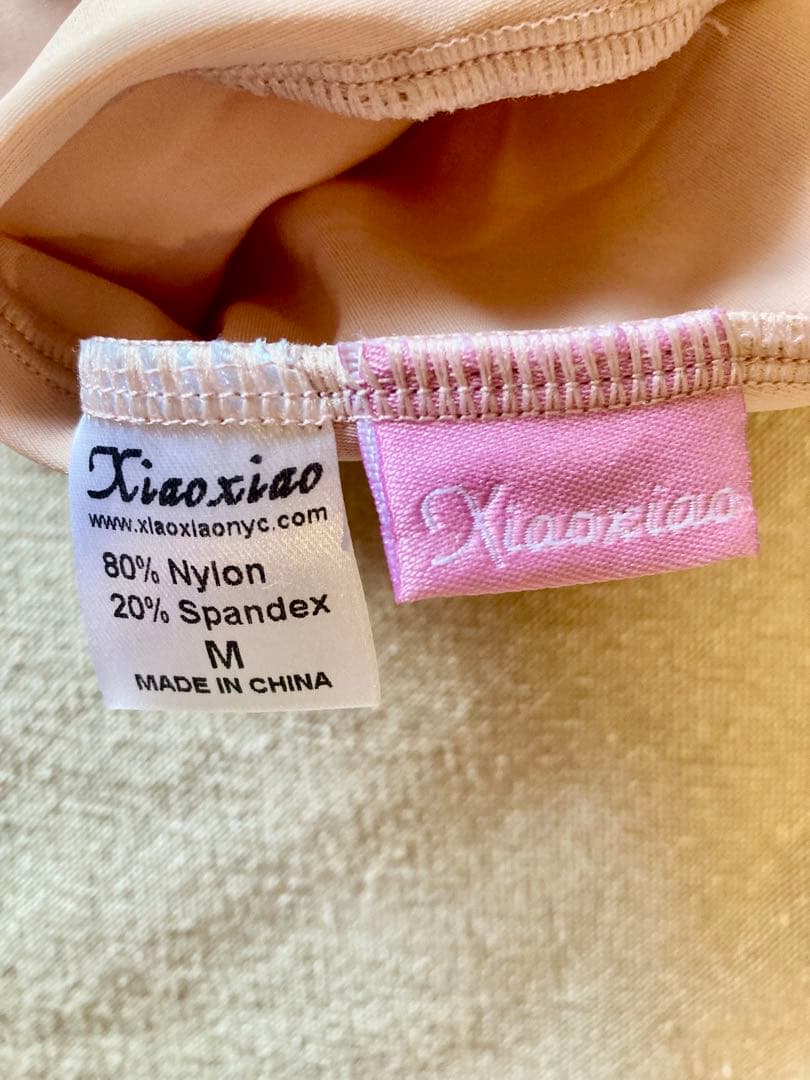 Xiaoxiao
www.xiaoxiaonyc.com
80% Nylon
20% Spandex
M
MADE IN CHINA
Xiaoxiao